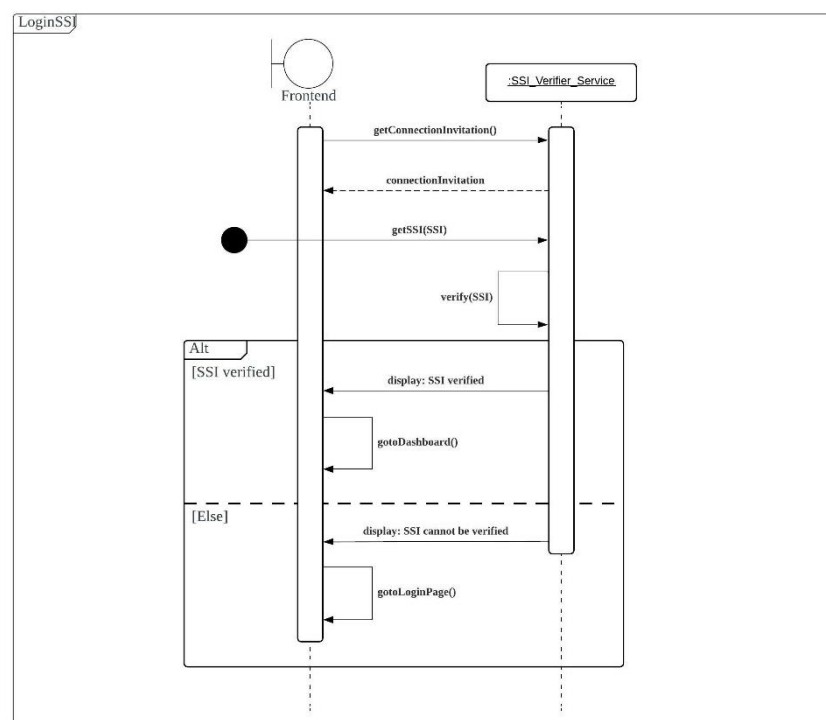 LoginSSI
Frontend
:SSI_Verifier_Service
getConnectionInvitation()
connectionInvitation
getSSI(SSI)
verify(SSI)
Alt
[SSI verified]
display: SSI verified
gotoDashboard()
[Else]
display: SSI cannot be verified
gotoLoginPage()